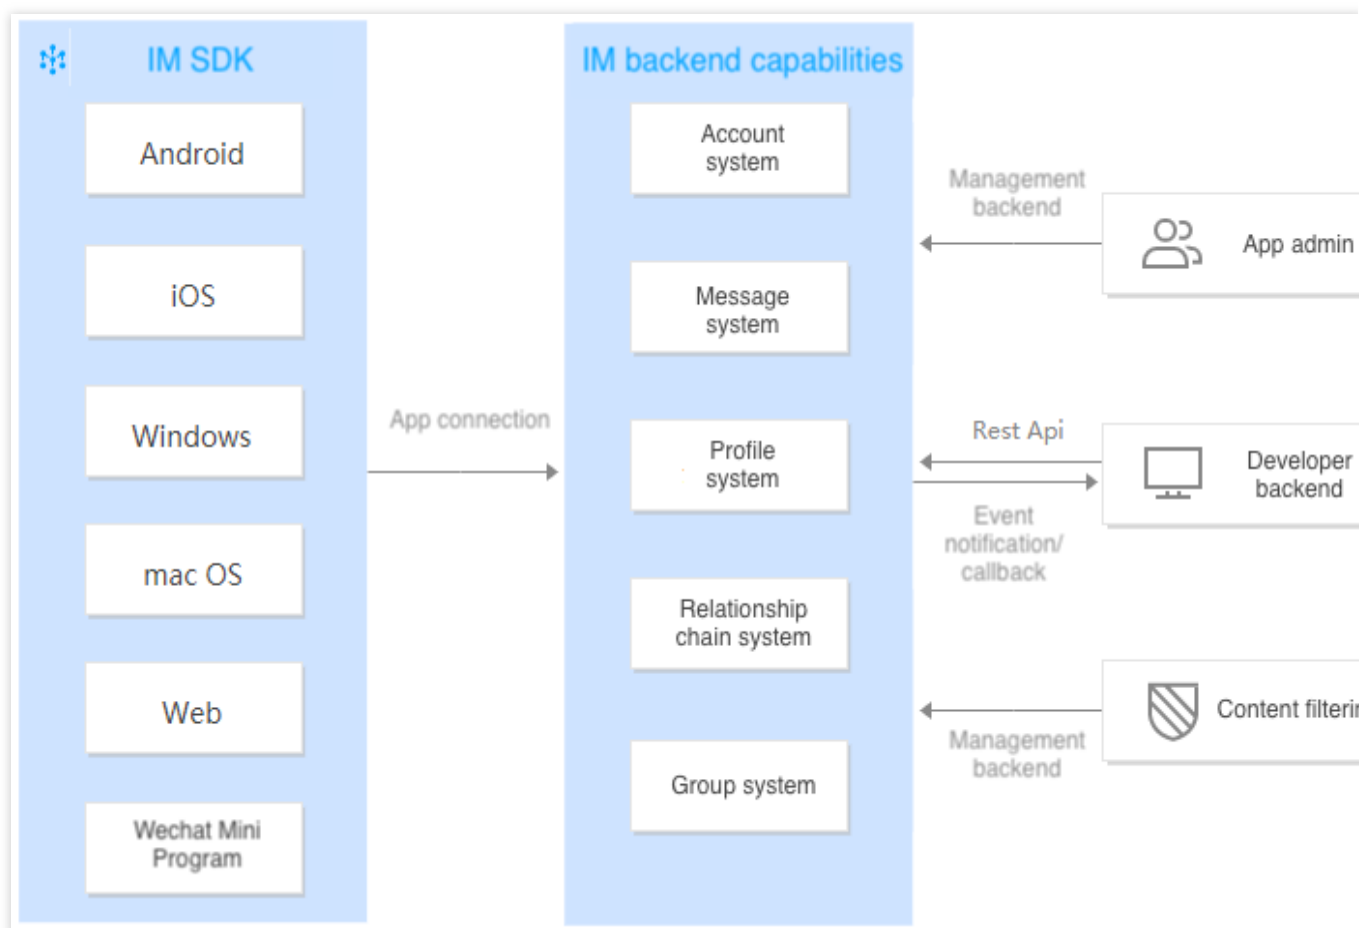 IM SDK
Android
iOS
Windows
mac OS
Web
Wechat Mini
Program
App connection
IM backend capabilities
Account
system
Message
system
Profile
system
Relationship
chain system
Group system
Management
backend
App admin
Rest Api
Event
notification/
callback
Developer
backend
Management
backend
Content filterin